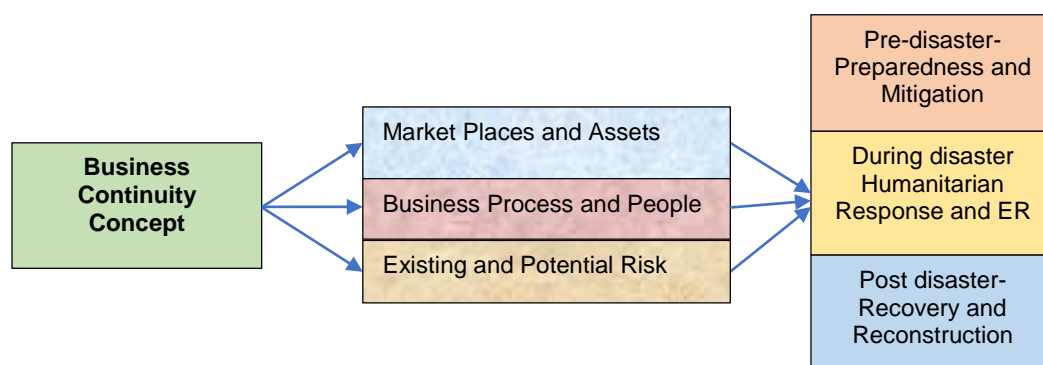 Business
Continuity
Concept
Market Places and Assets
Business Process and People
Existing and Potential Risk
Pre-disaster-
Preparedness and
Mitigation
During disaster
Humanitarian
Response and ER
Post disaster-
Recovery and
Reconstruction